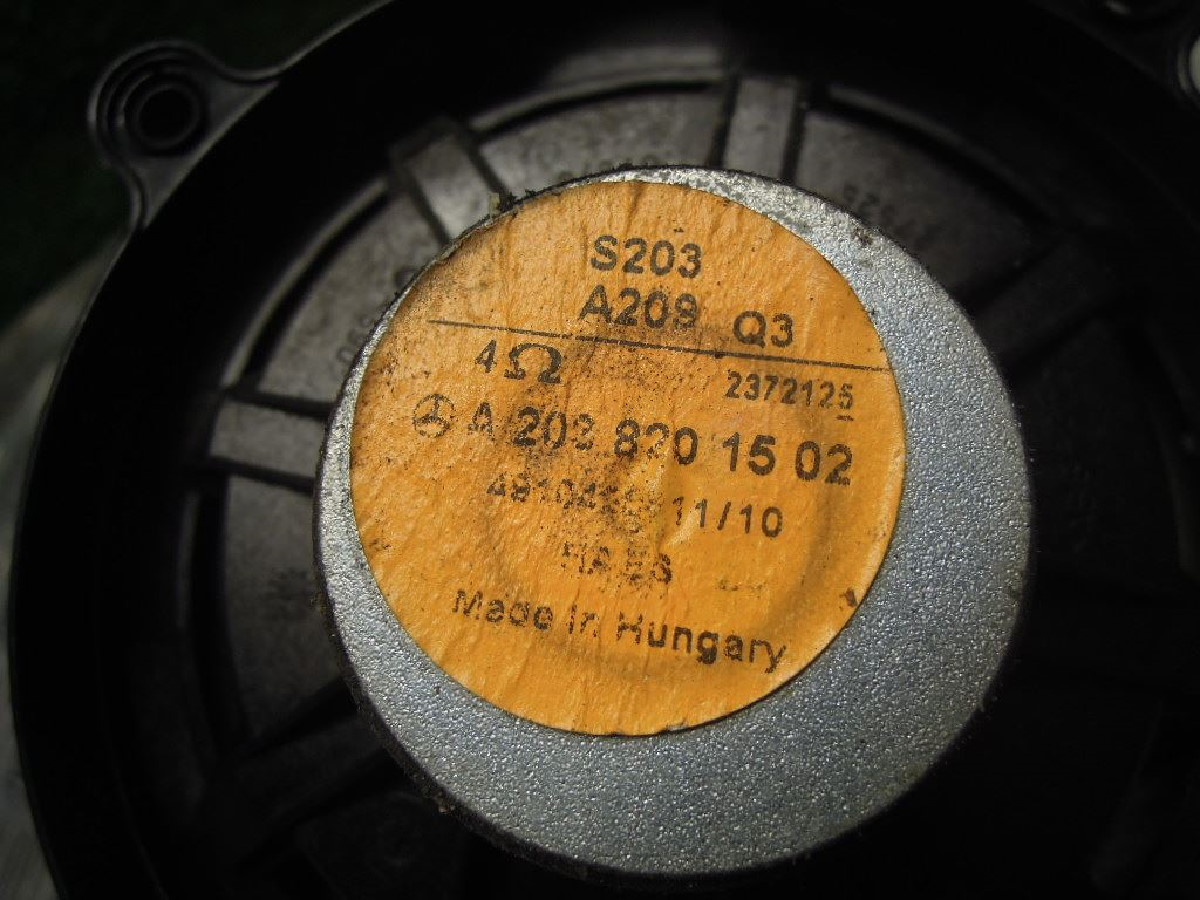 S203
A209 Q3
4Ω 2372125
A 203 820 15 02
11/10
Made in Hungary